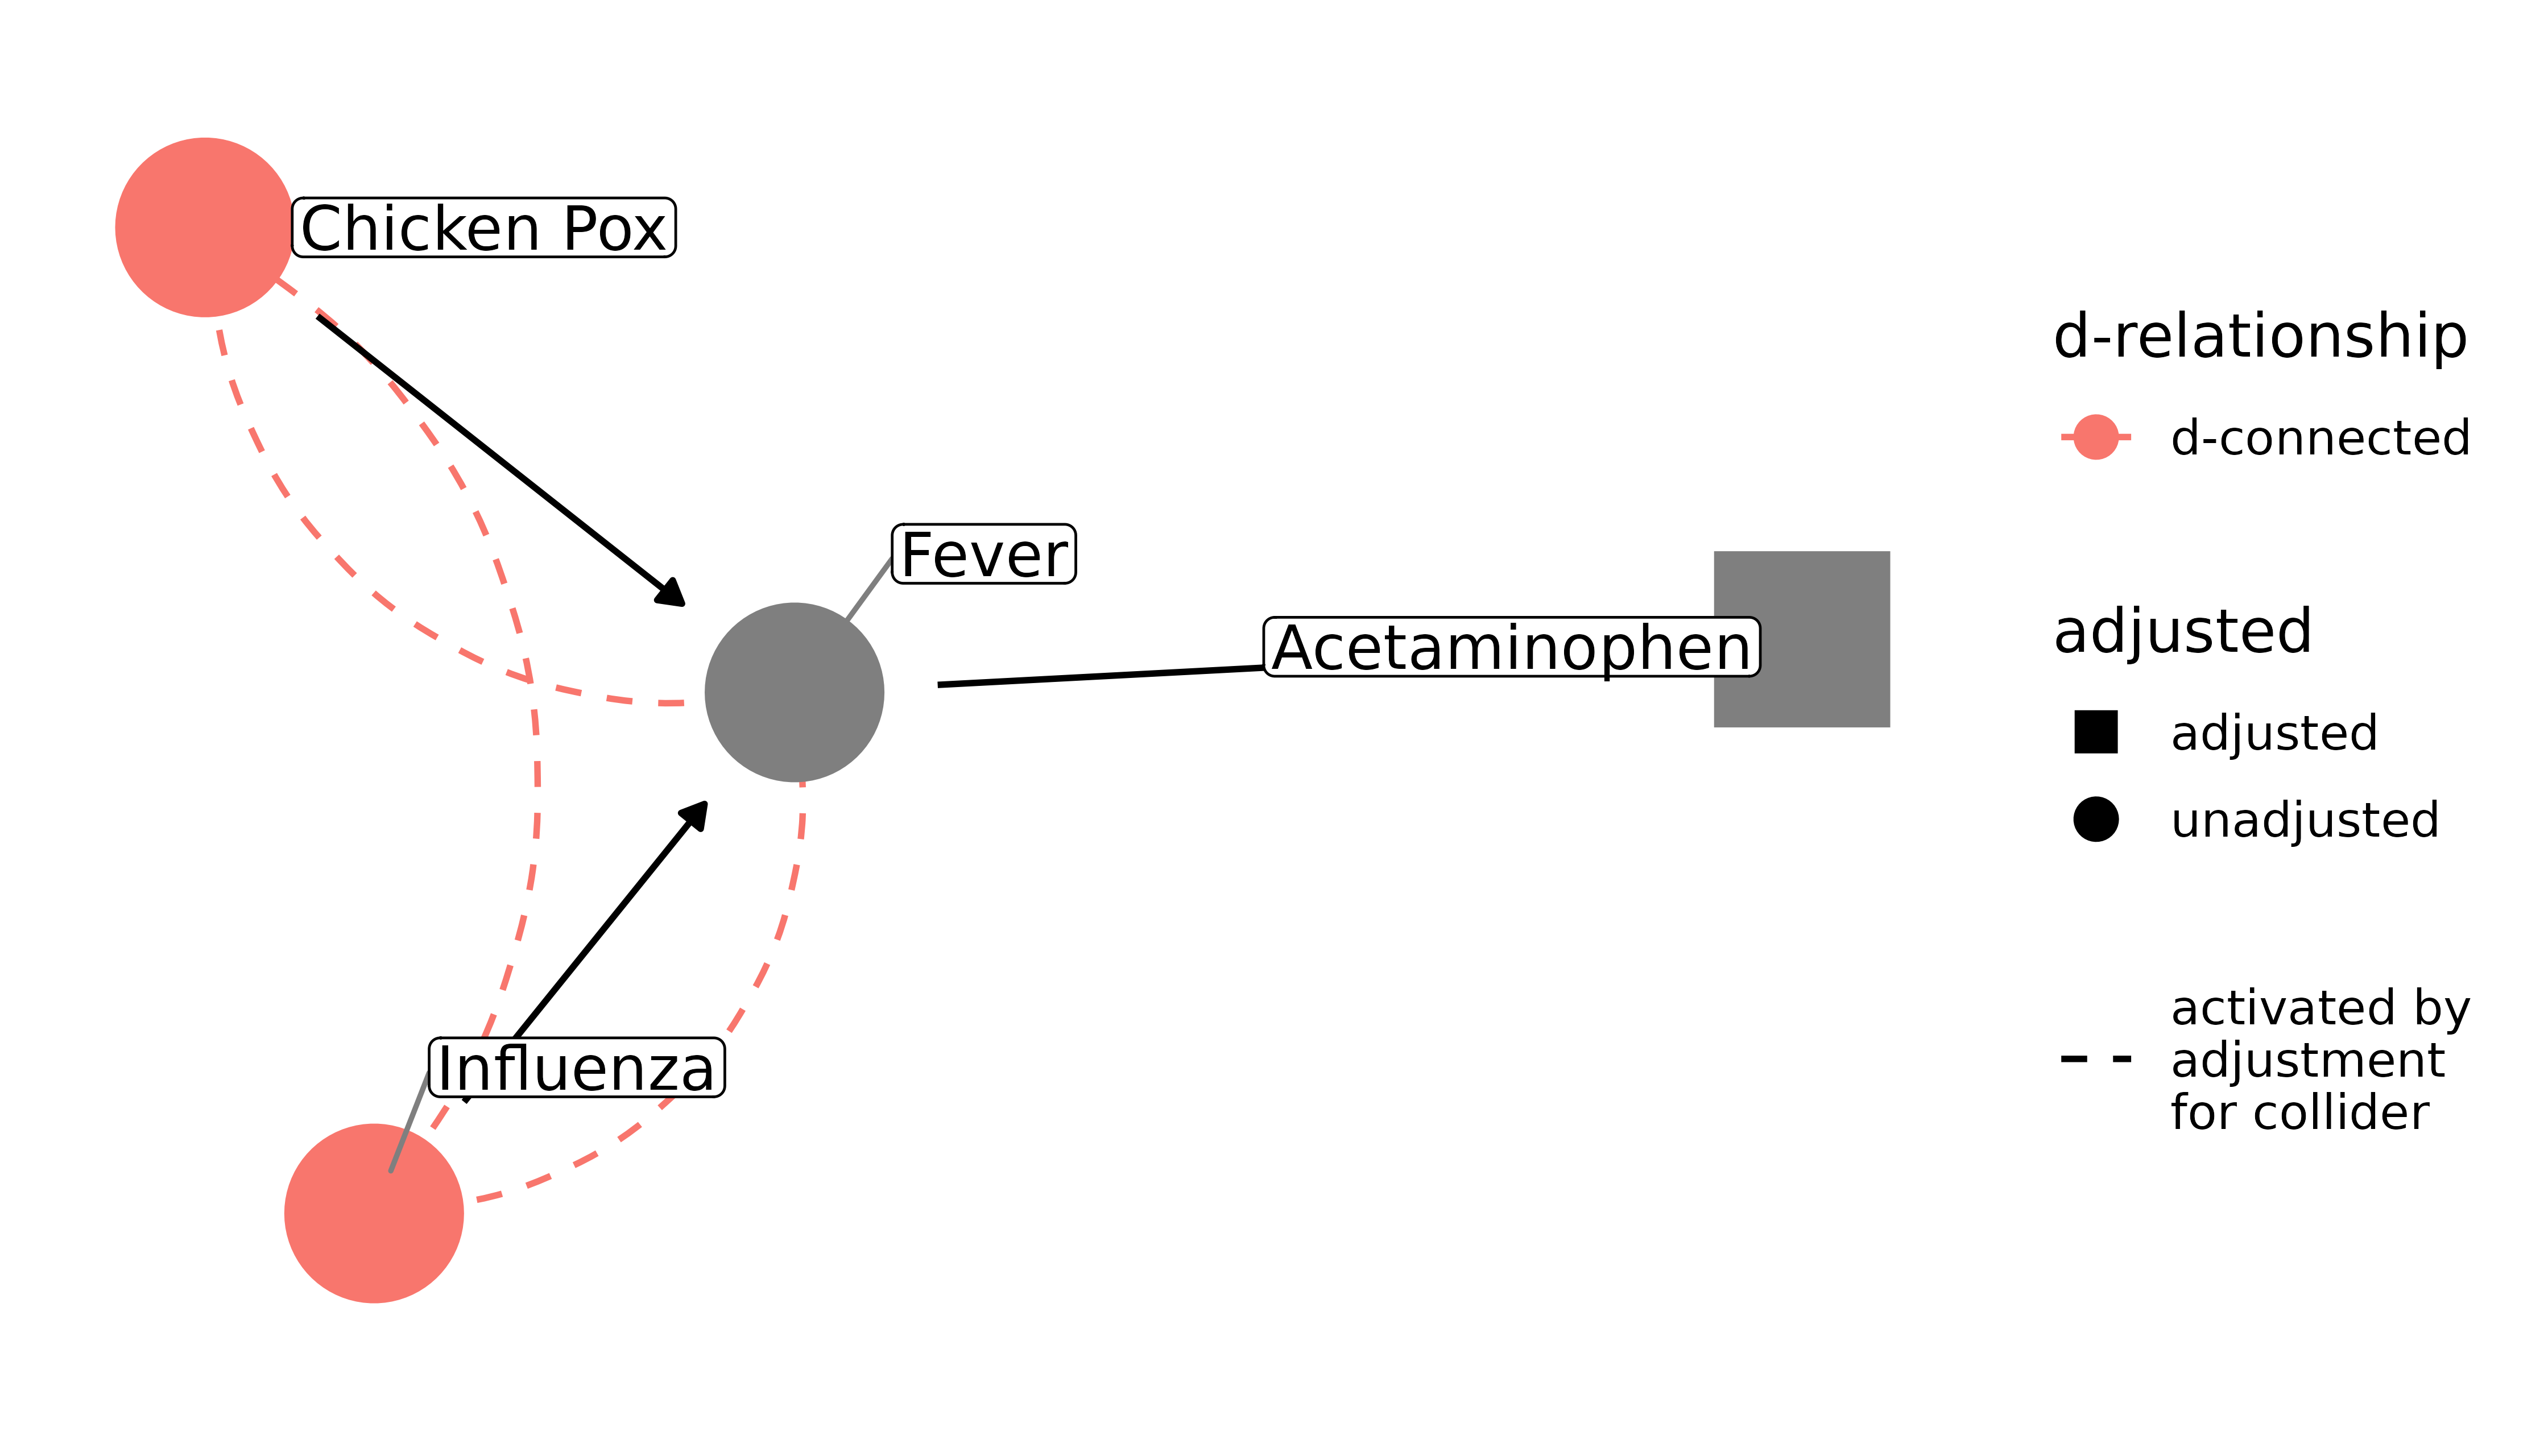 Chicken Pox
Fever
Acetaminophen
Influenza
d-relationship
d-connected
adjusted
adjusted
unadjusted
activated by
adjustment
for collider